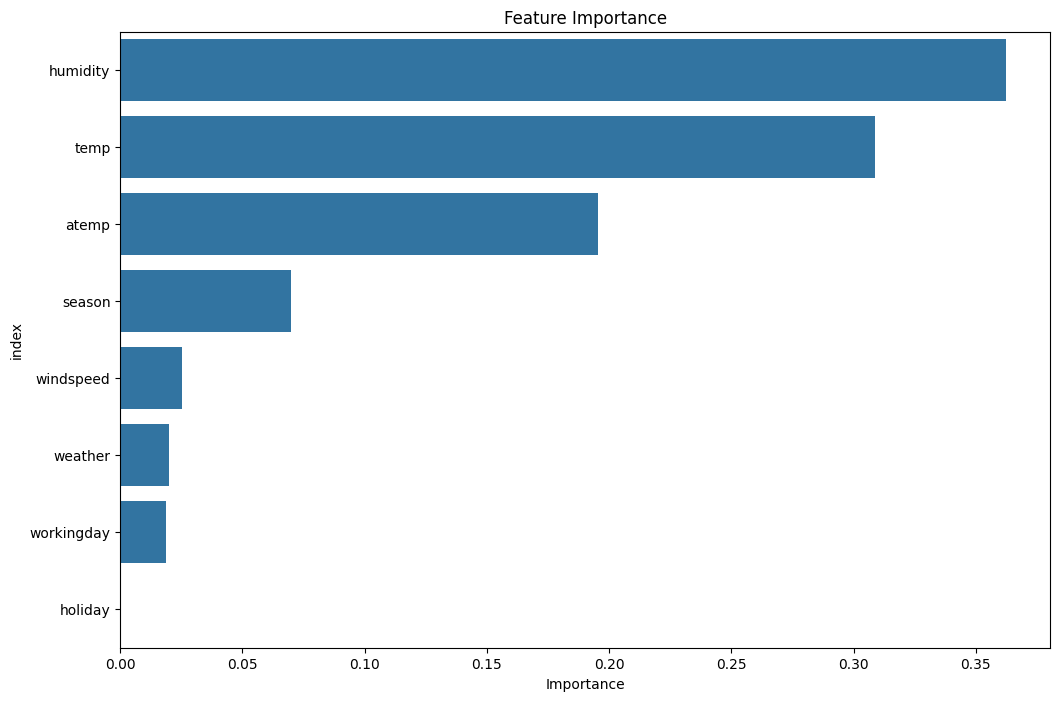 Feature Importance
humidity
temp
atemp
season
windspeed
weather
workingday
holiday
index
0.00 0.05 0.10 0.15 0.20 0.25 0.30 0.35
Importance